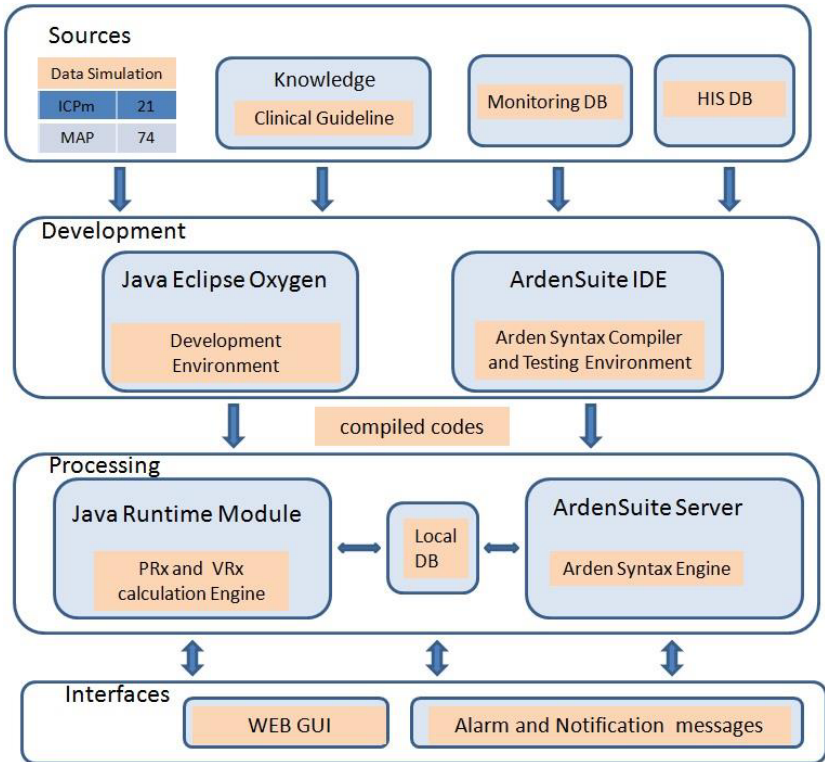 Sources
Data Simulation
ICPm 21
MAP 74
Knowledge
Clinical Guideline
Monitoring DB
HIS DB
Development
Java Eclipse Oxygen
Development
Environment
ArdenSuite IDE
Arden Syntax Compiler
and Testing Environment
compiled codes
Processing
Java Runtime Module
PRx and VRx
calculation Engine
Local
DB
ArdenSuite Server
Arden Syntax Engine
Interfaces
WEB GUI
Alarm and Notification messages